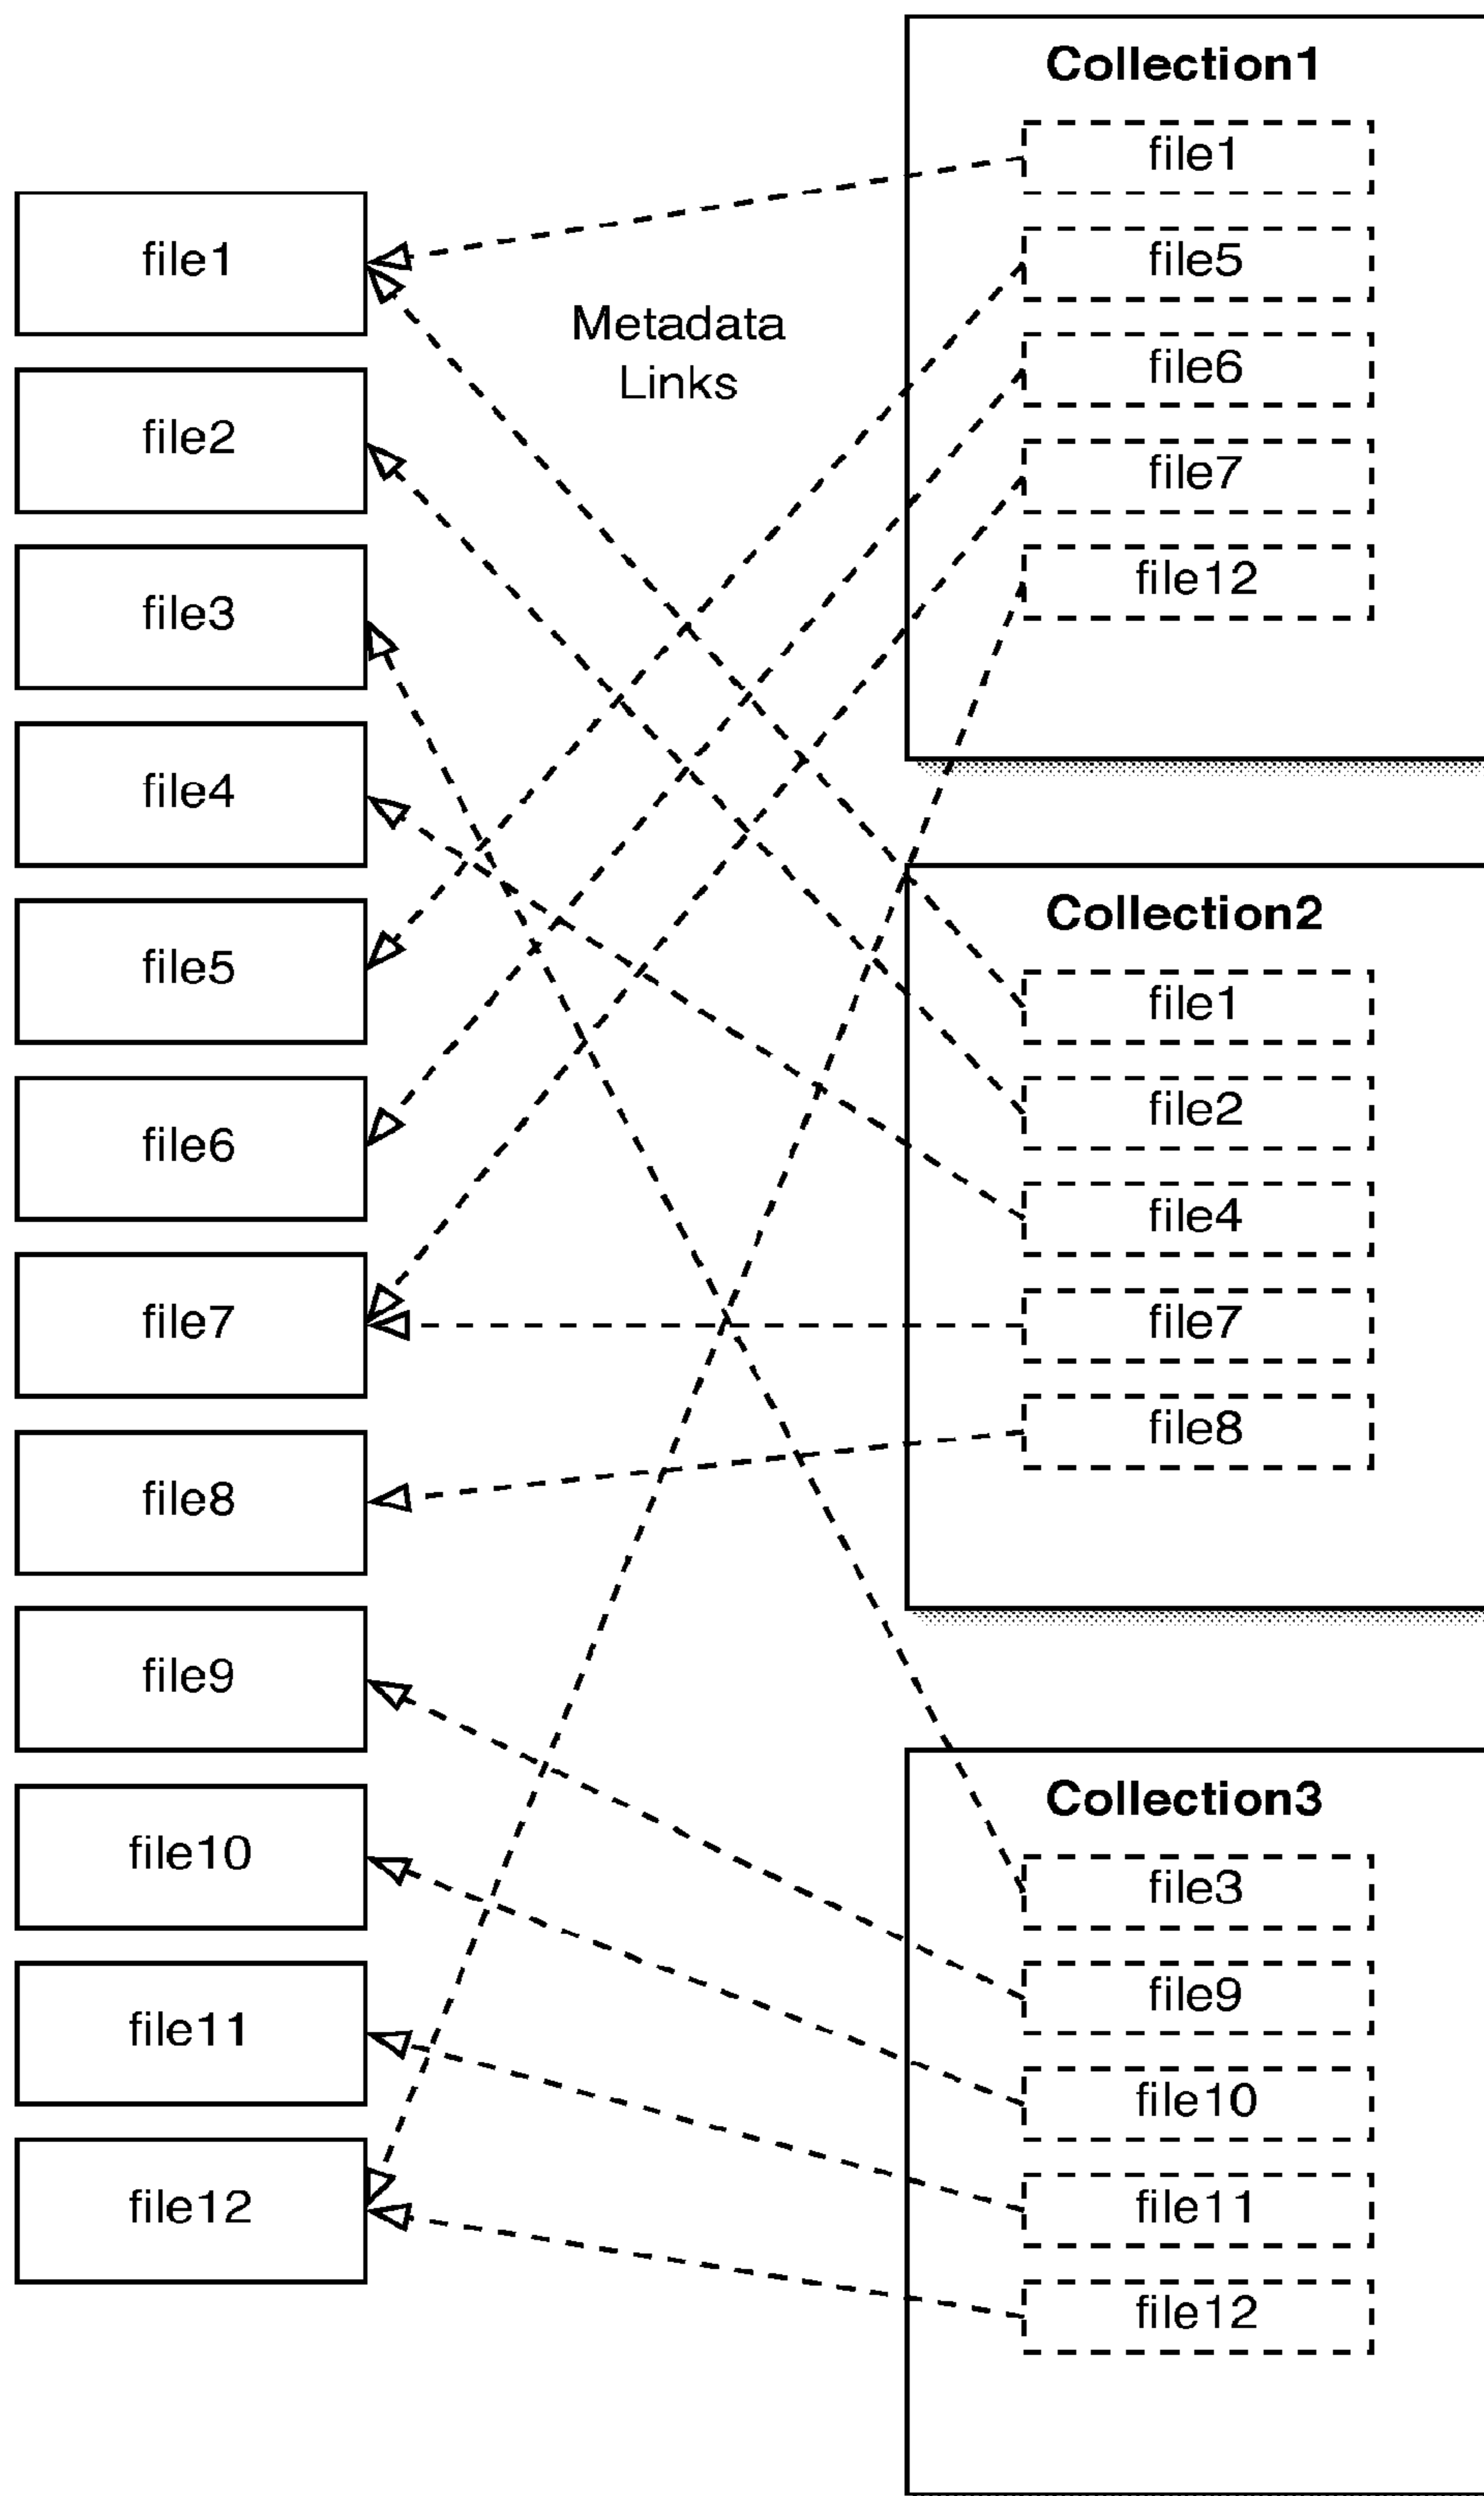 file1
file2
file3
file4
file5
file6
file7
file8
file9
file10
file11
file12
Metadata
Links
Collection1
file1
file5
file6
file7
file12
Collection2
file1
file2
file4
file7
file8
Collection3
file3
file9
file10
file11
file12